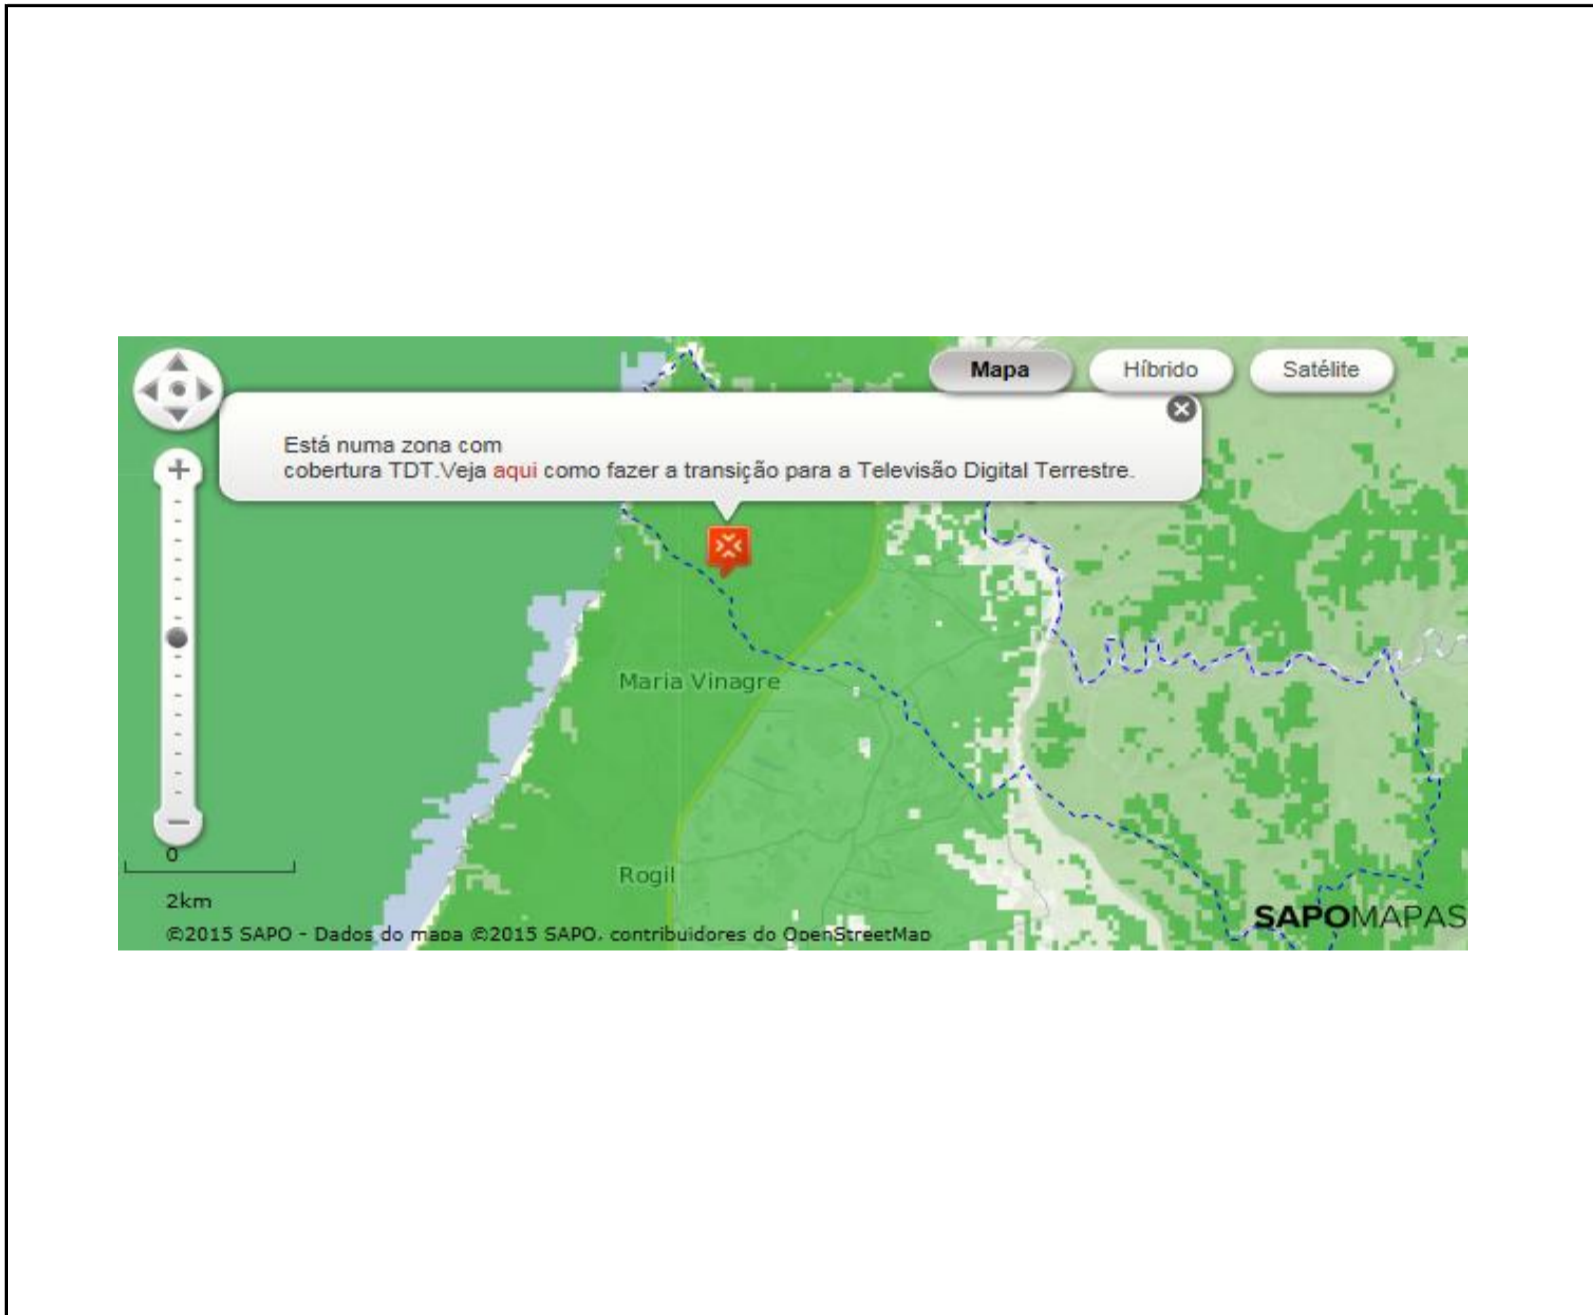 Mapa
Híbrido
Satélite
Está numa zona com
cobertura TDT.Veja aqui como fazer a transição para a Televisão Digital Terrestre.
Maria Vinagre
Rogil
0
2km
SAPOMAPAS
©2015 SAPO - Dados do mapa ©2015 SAPO, contribuidores do OpenStreetMap